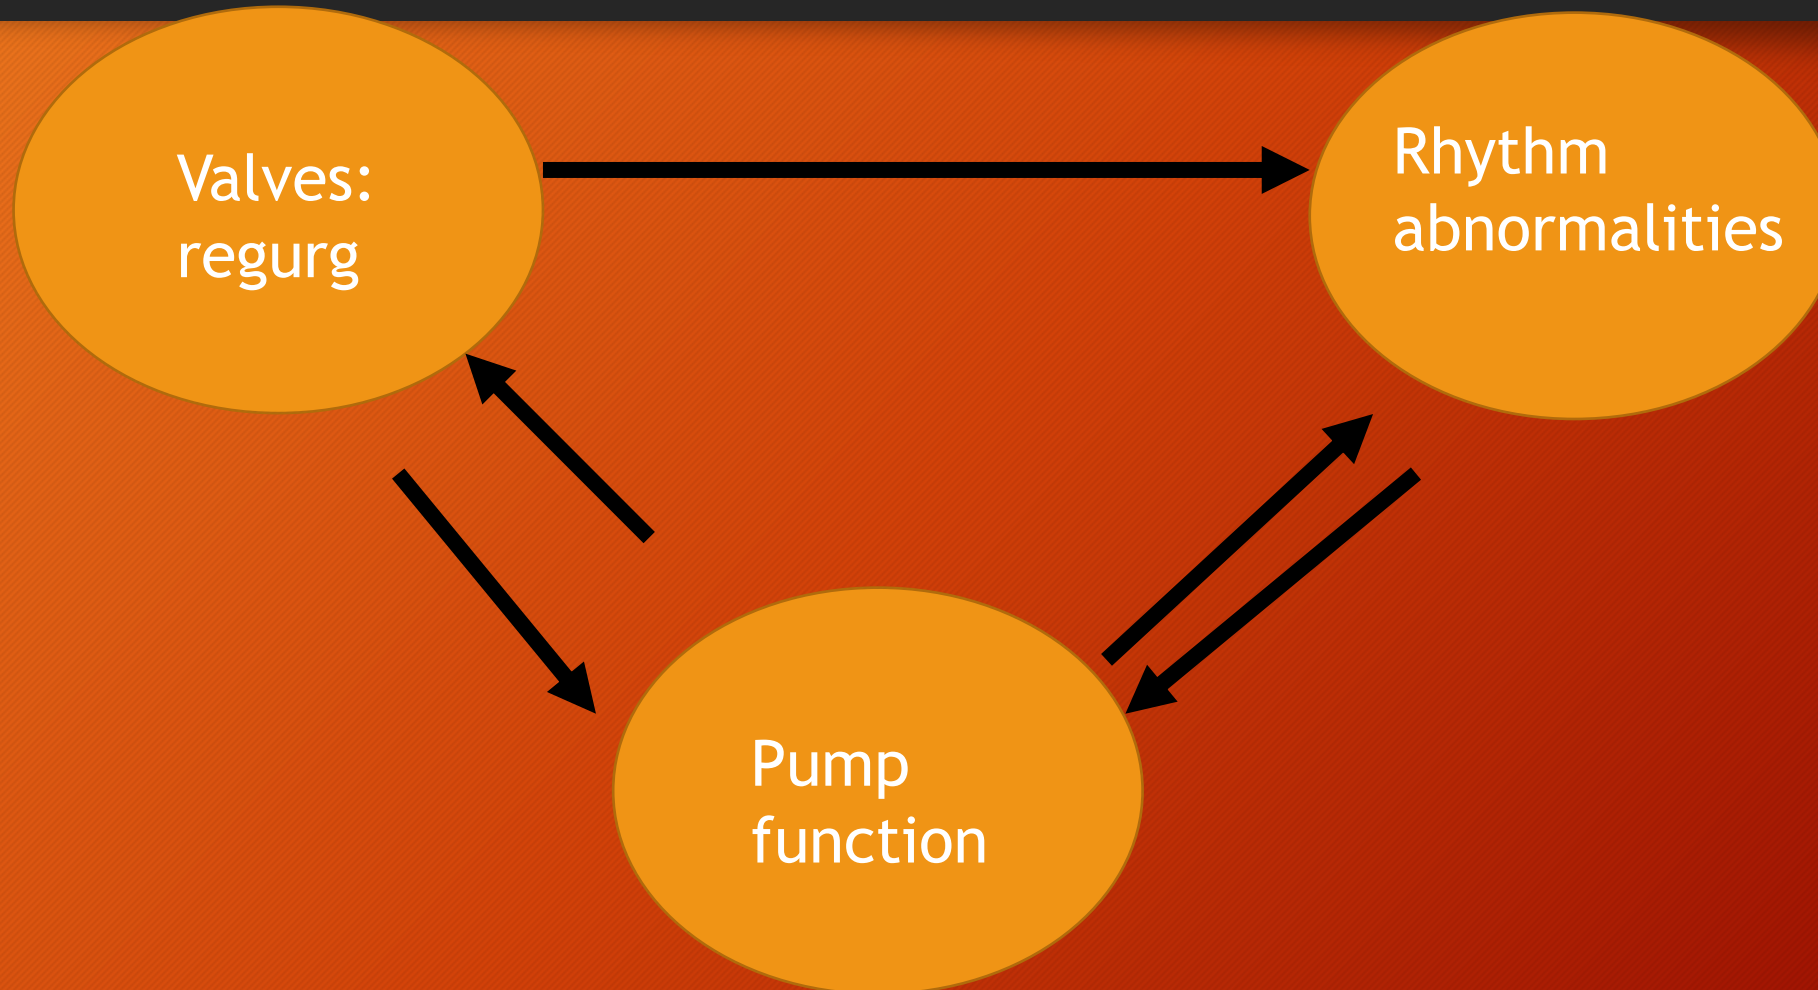 Valves:
regurg
Rhythm
abnormalities
Pump
function